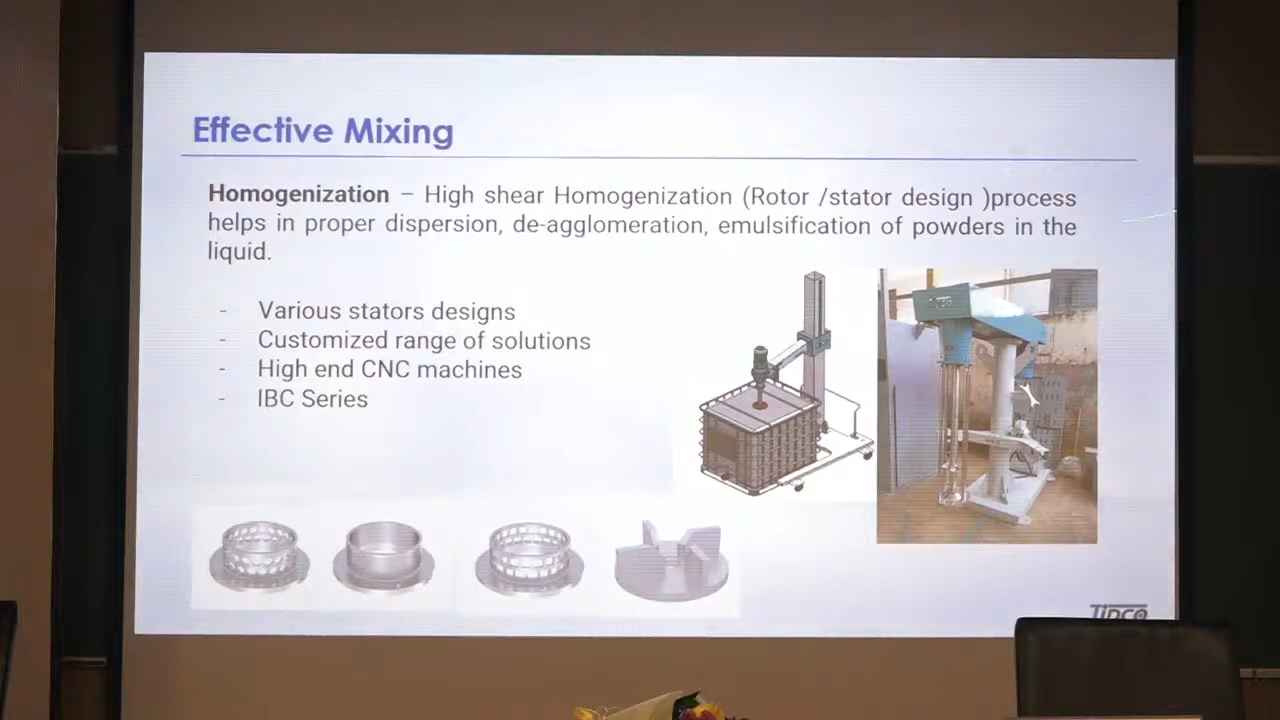 Effective Mixing
Homogenization – High shear Homogenization (Rotor /stator design )process
helps in proper dispersion, de-agglomeration, emulsification of powders in the
liquid.
- Various stators designs
- Customized range of solutions
- High end CNC machines
- IBC Series